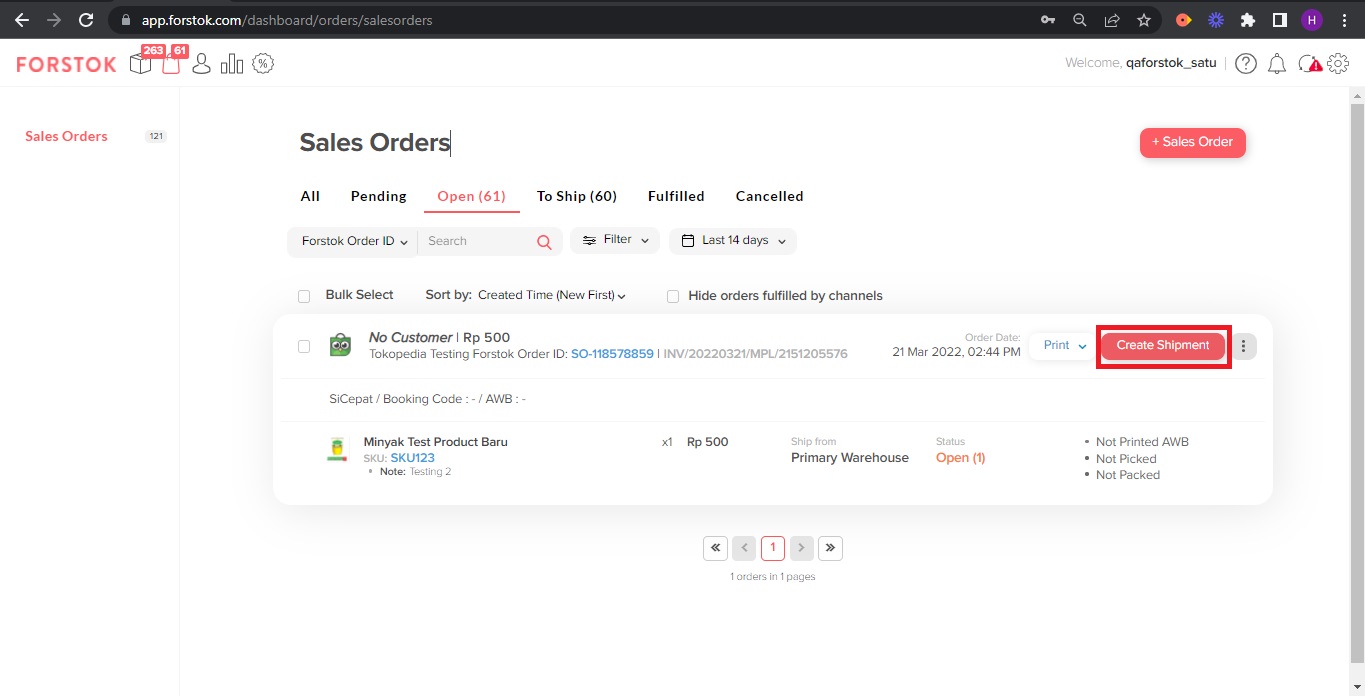 app.forstok.com/dashboard/orders/salesorders
H
FORSTOK
263
61
%
Welcome, qaforstok_satu
?
Sales Orders
121
Sales Orders
+ Sales Order
All
Pending
Open (61)
To Ship (60)
Fulfilled
Cancelled
Forstok Order ID
Search
Filter
Last 14 days
Bulk Select
Sort by: Created Time (New First)
Hide orders fulfilled by channels
No Customer | Rp 500
Tokopedia Testing Forstok Order ID: SO-118578859 | INV/20220321/MPL/2151205576
Order Date:
21 Mar 2022, 02:44 PM
Print
Create Shipment
SiCepat / Booking Code : - / AWB : -
Minyak Test Product Baru
SKU: SKU123
• Note: Testing 2
x1
Rp 500
Ship from
Primary Warehouse
Status
Open (1)
• Not Printed AWB
• Not Picked
• Not Packed
« < 1 > »
1 orders in 1 pages